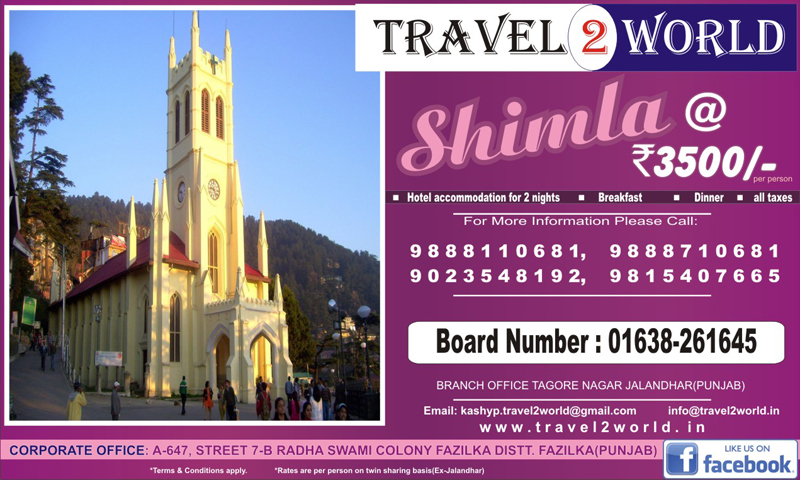 TRAVEL 2 WORLD
Shimla @
₹3500/-
per person
▪ Hotel accommodation for 2 nights ▪ Breakfast ▪ Dinner ▪ all taxes
For More Information Please Call:
9888110681, 9888710681
9023548192, 9815407665
Board Number : 01638-261645
BRANCH OFFICE TAGORE NAGAR JALANDHAR(PUNJAB)
Email: kashyp.travel2world@gmail.com info@travel2world.in
www.travel2world.in
CORPORATE OFFICE: A-647, STREET 7-B RADHA SWAMI COLONY FAZILKA DISTT. FAZILKA(PUNJAB)
LIKE US ON
f facebook
*Terms & Conditions apply. *Rates are per person on twin sharing basis(Ex-Jalandhar)